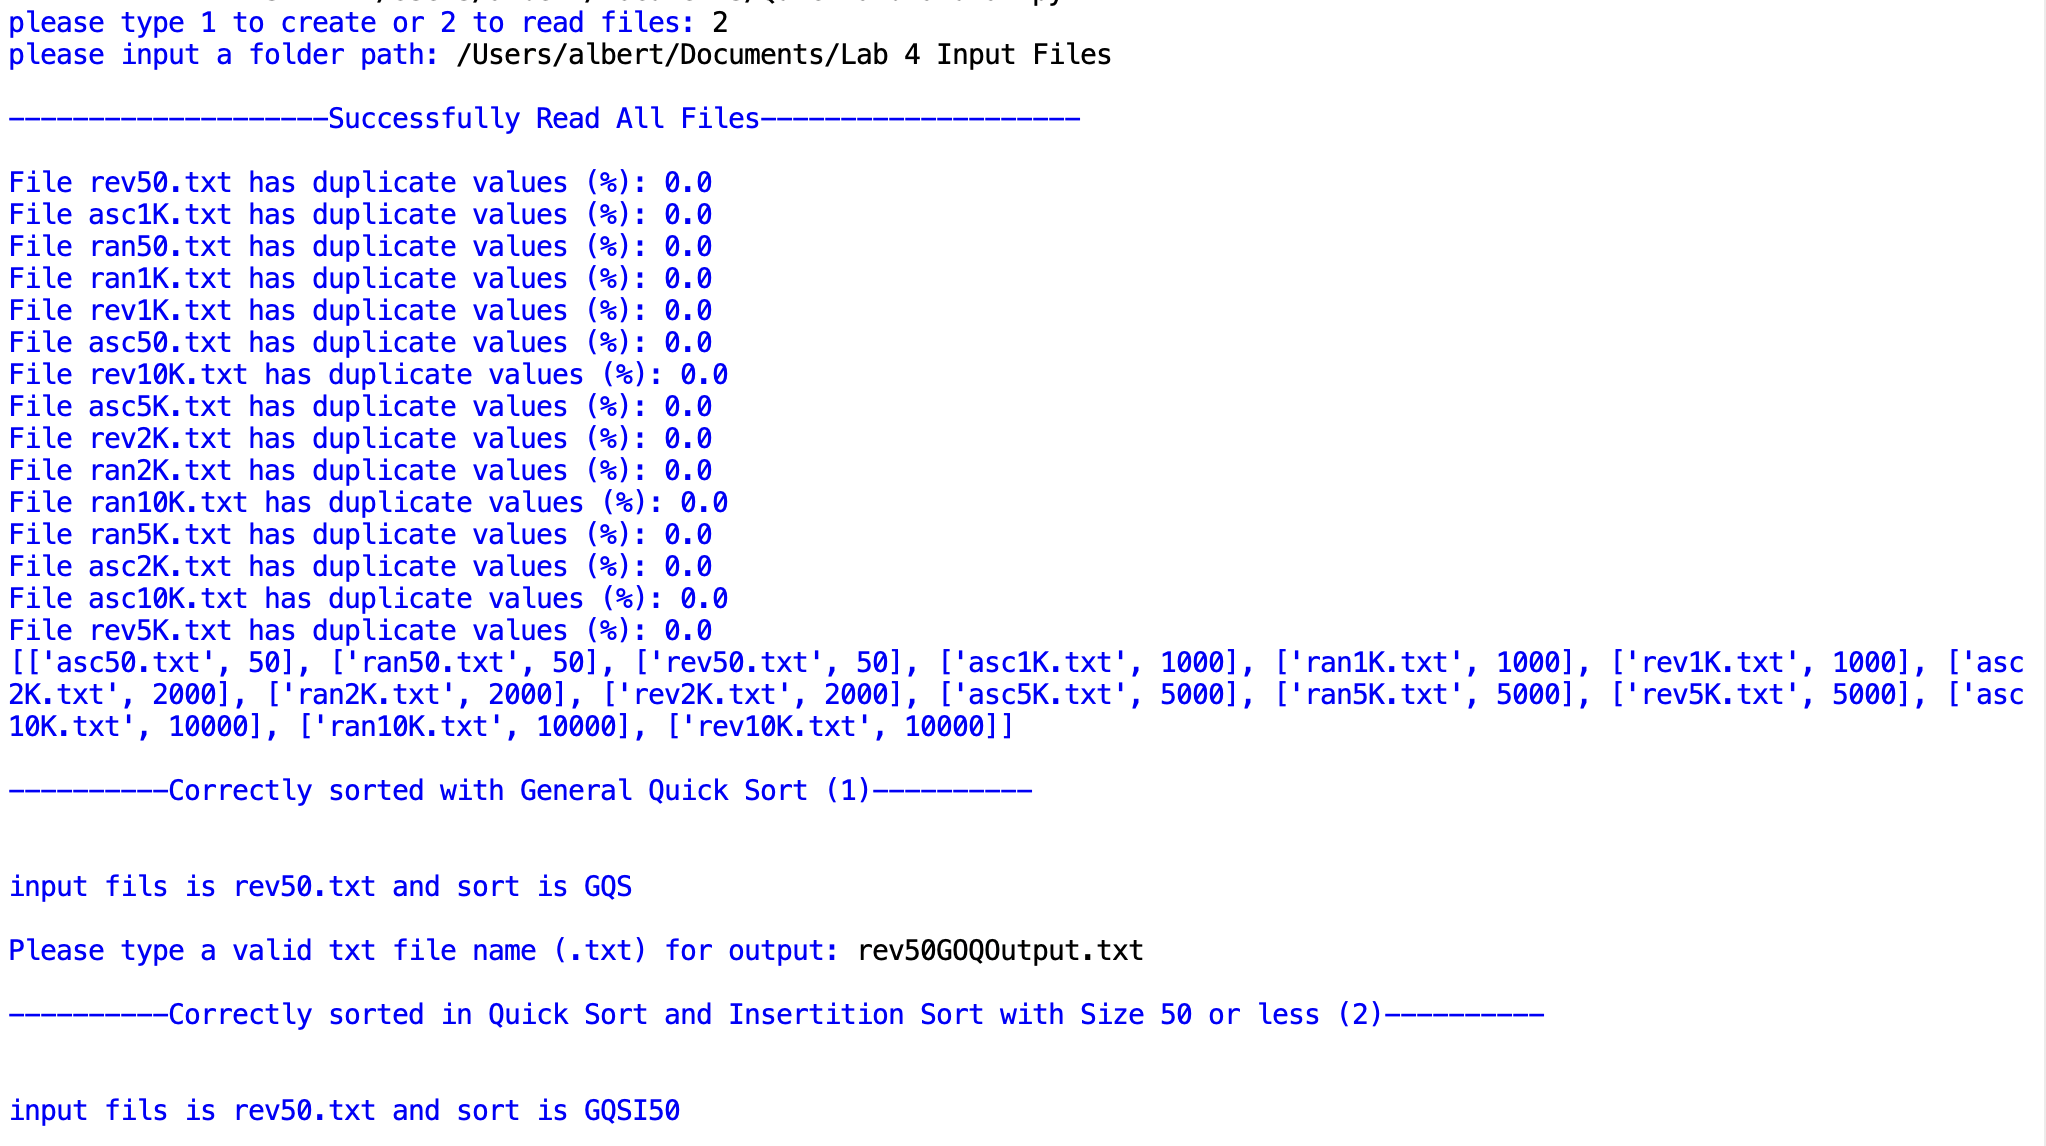 please type 1 to create or 2 to read files: 2
please input a folder path: /Users/albert/Documents/Lab 4 Input Files
--------------------Successfully Read All Files--------------------
File rev50.txt has duplicate values (%): 0.0
File asc1K.txt has duplicate values (%): 0.0
File ran50.txt has duplicate values (%): 0.0
File ran1K.txt has duplicate values (%): 0.0
File rev1K.txt has duplicate values (%): 0.0
File asc50.txt has duplicate values (%): 0.0
File rev10K.txt has duplicate values (%): 0.0
File asc5K.txt has duplicate values (%): 0.0
File rev2K.txt has duplicate values (%): 0.0
File ran2K.txt has duplicate values (%): 0.0
File ran10K.txt has duplicate values (%): 0.0
File ran5K.txt has duplicate values (%): 0.0
File asc2K.txt has duplicate values (%): 0.0
File asc10K.txt has duplicate values (%): 0.0
File rev5K.txt has duplicate values (%): 0.0
[['asc50.txt', 50], ['ran50.txt', 50], ['rev50.txt', 50], ['asc1K.txt', 1000], ['ran1K.txt', 1000], ['rev1K.txt', 1000], ['asc
2K.txt', 2000], ['ran2K.txt', 2000], ['rev2K.txt', 2000], ['asc5K.txt', 5000], ['ran5K.txt', 5000], ['rev5K.txt', 5000], ['asc
10K.txt', 10000], ['ran10K.txt', 10000], ['rev10K.txt', 10000]]
----------Correctly sorted with General Quick Sort (1)----------
input fils is rev50.txt and sort is GQS
Please type a valid txt file name (.txt) for output: rev50GOQOutput.txt
----------Correctly sorted in Quick Sort and Insertition Sort with Size 50 or less (2)----------
input fils is rev50.txt and sort is GQSI50